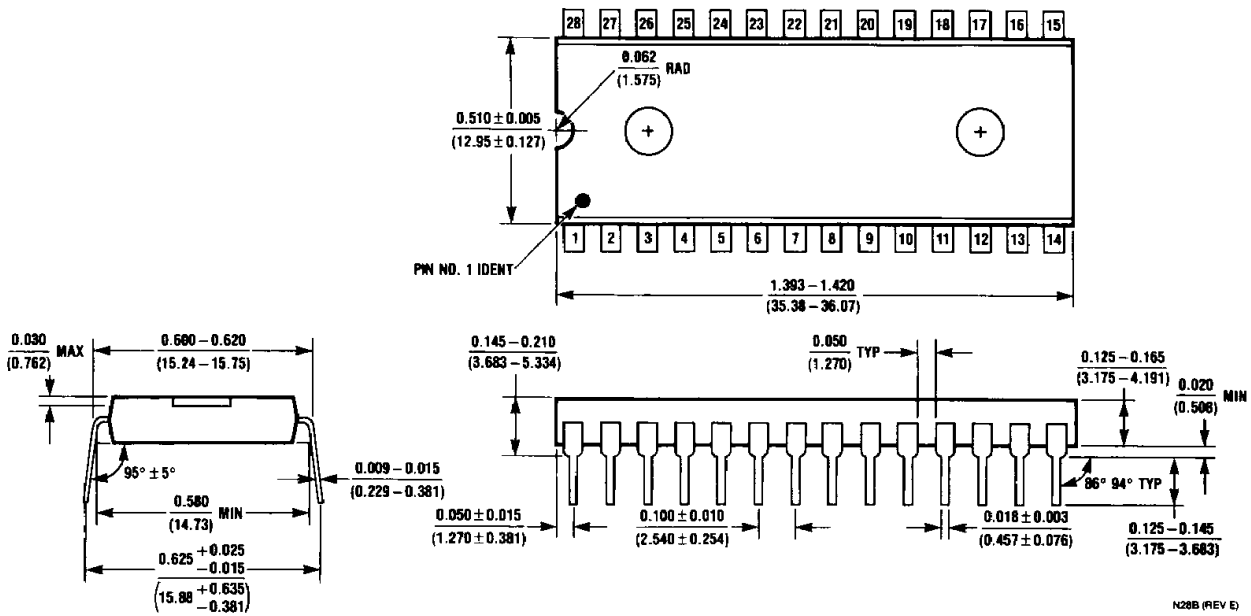 28 27 26 25 24 23 22 21 20 19 18 17 16 15
0.062
(1.575)
RAD
0.510 ± 0.005
(12.95 ± 0.127)
PIN NO. 1 IDENT
1 2 3 4 5 6 7 8 9 10 11 12 13 14
1.393 – 1.420
(35.38 – 36.07)
0.030
(0.762)
MAX
0.600 – 0.620
(15.24 – 15.75)
95° ± 5°
0.580
(14.73)
MIN
0.009 – 0.015
(0.229 – 0.381)
0.625 +0.025 –0.015
(15.88 +0.635 –0.381)
0.145 – 0.210
(3.683 – 5.334)
0.050
(1.270)
TYP
0.125 – 0.165
(3.175 – 4.191)
0.020
(0.508)
MIN
86° 94° TYP
0.050 ± 0.015
(1.270 ± 0.381)
0.100 ± 0.010
(2.540 ± 0.254)
0.018 ± 0.003
(0.457 ± 0.076)
0.125 – 0.145
(3.175 – 3.683)
N28B (REV E)